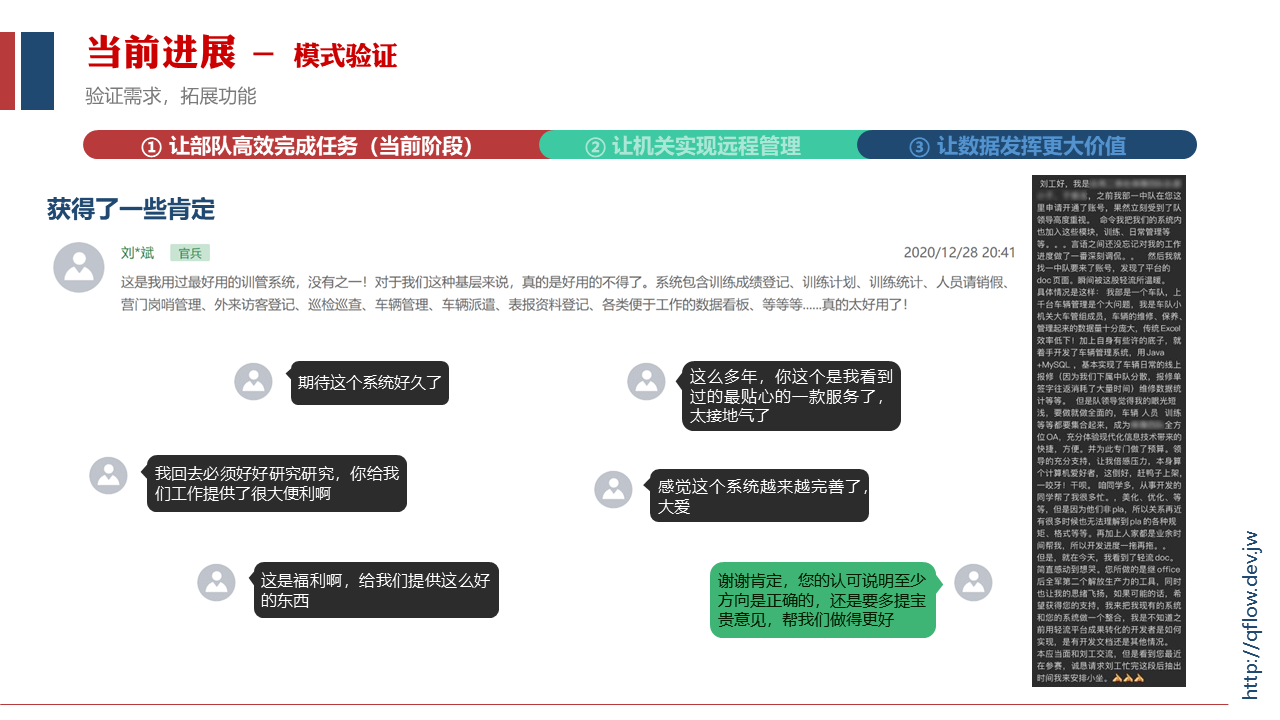 当前进展 － 模式验证
验证需求，拓展功能
① 让部队高效完成任务（当前阶段）
② 让机关实现远程管理
③ 让数据发挥更大价值
获得了一些肯定
刘*斌 官兵 2020/12/28 20:41
这是我用过最好用的训管系统，没有之一！对于我们这种基层来说，真的是好用的不得了。系统包含训练成绩登记、训练计划、训练统计、人员请销假、
营门岗哨管理、外来访客登记、巡检巡查、车辆管理、车辆派遣、表报资料登记、各类便于工作的数据看板、等等等......真的太好用了！
期待这个系统好久了
这么多年，你这个是我看到
过的最贴心的一款服务了，
太接地气了
我回去必须好好研究研究，你给我
们工作提供了很大便利啊
感觉这个系统越来越完善了，
大爱
这是福利啊，给我们提供这么好
的东西
谢谢肯定，您的认可说明至少
方向是正确的，还是要多提宝
贵意见，帮我们做得更好
刘工好，我是
，之前我部一中队在您这
里申请开通了账号，果然立刻受到了队
领导高度重视。 命令我把我们的系统内
也加入这些模块，训练、日常管理等
等。。。言语之间还没忘记对我的工作
进度做了一番深刻调侃。。 然后我就
找一中队要来了账号，发现了平台的
doc页面。瞬间被这股轻流所温暖。
具体情况是这样： 我部是一个车队，上
千台车辆管理是个大问题，我是车队小
机关大车管组成员，车辆的维修、保养、
管理起来的数据量十分庞大，传统Excel
效率低下！加上自身有些许的底子，就
着手开发了车辆管理系统，用Java
+MySQL ，基本实现了车辆日常的线上
报修（因为我们下属中队分散、报修单
签字往返消耗了大量时间）维修数据统
计等等。 但是队领导觉得我的眼光短
浅，要做就做全面的，车辆 人员 训练
等等都要集合起来，成为全方
位OA，充分体验现代化信息技术带来的
快捷，方便。并为此专门做了预算。领
导的充分支持，让我倍感压力，本身算
个计算机爱好者，这倒好，赶鸭子上架，
一咬牙！干呗。 咱同学多，从事开发的
同学帮了我很多忙。，美化、优化、等
等，但是因为他们非pla，所以关系再近
有很多时候也无法理解到pla的各种规
矩、格式等等。再加上人家都是业余时
间帮我，所以开发进度一拖再拖。。
但是，就在今天，我看到了轻流doc。
简直感动到想哭。您所做的是继office
后全军第二个解放生产力的工具，同时
也让我的思绪飞扬，如果可能的话，希
望获得您的支持，我来把我现有的系统
和您的系统做一个整合，我是不知道之
前用轻流平台成果转化的开发者是如何
实现，是有开发文档还是其他情况。
本应当面和刘工交流，但是看到您最近
在参赛，诚恳请求刘工忙完这段后抽出
时间我来安排小坐。🙏🙏🙏
http://qflow.dev.jw